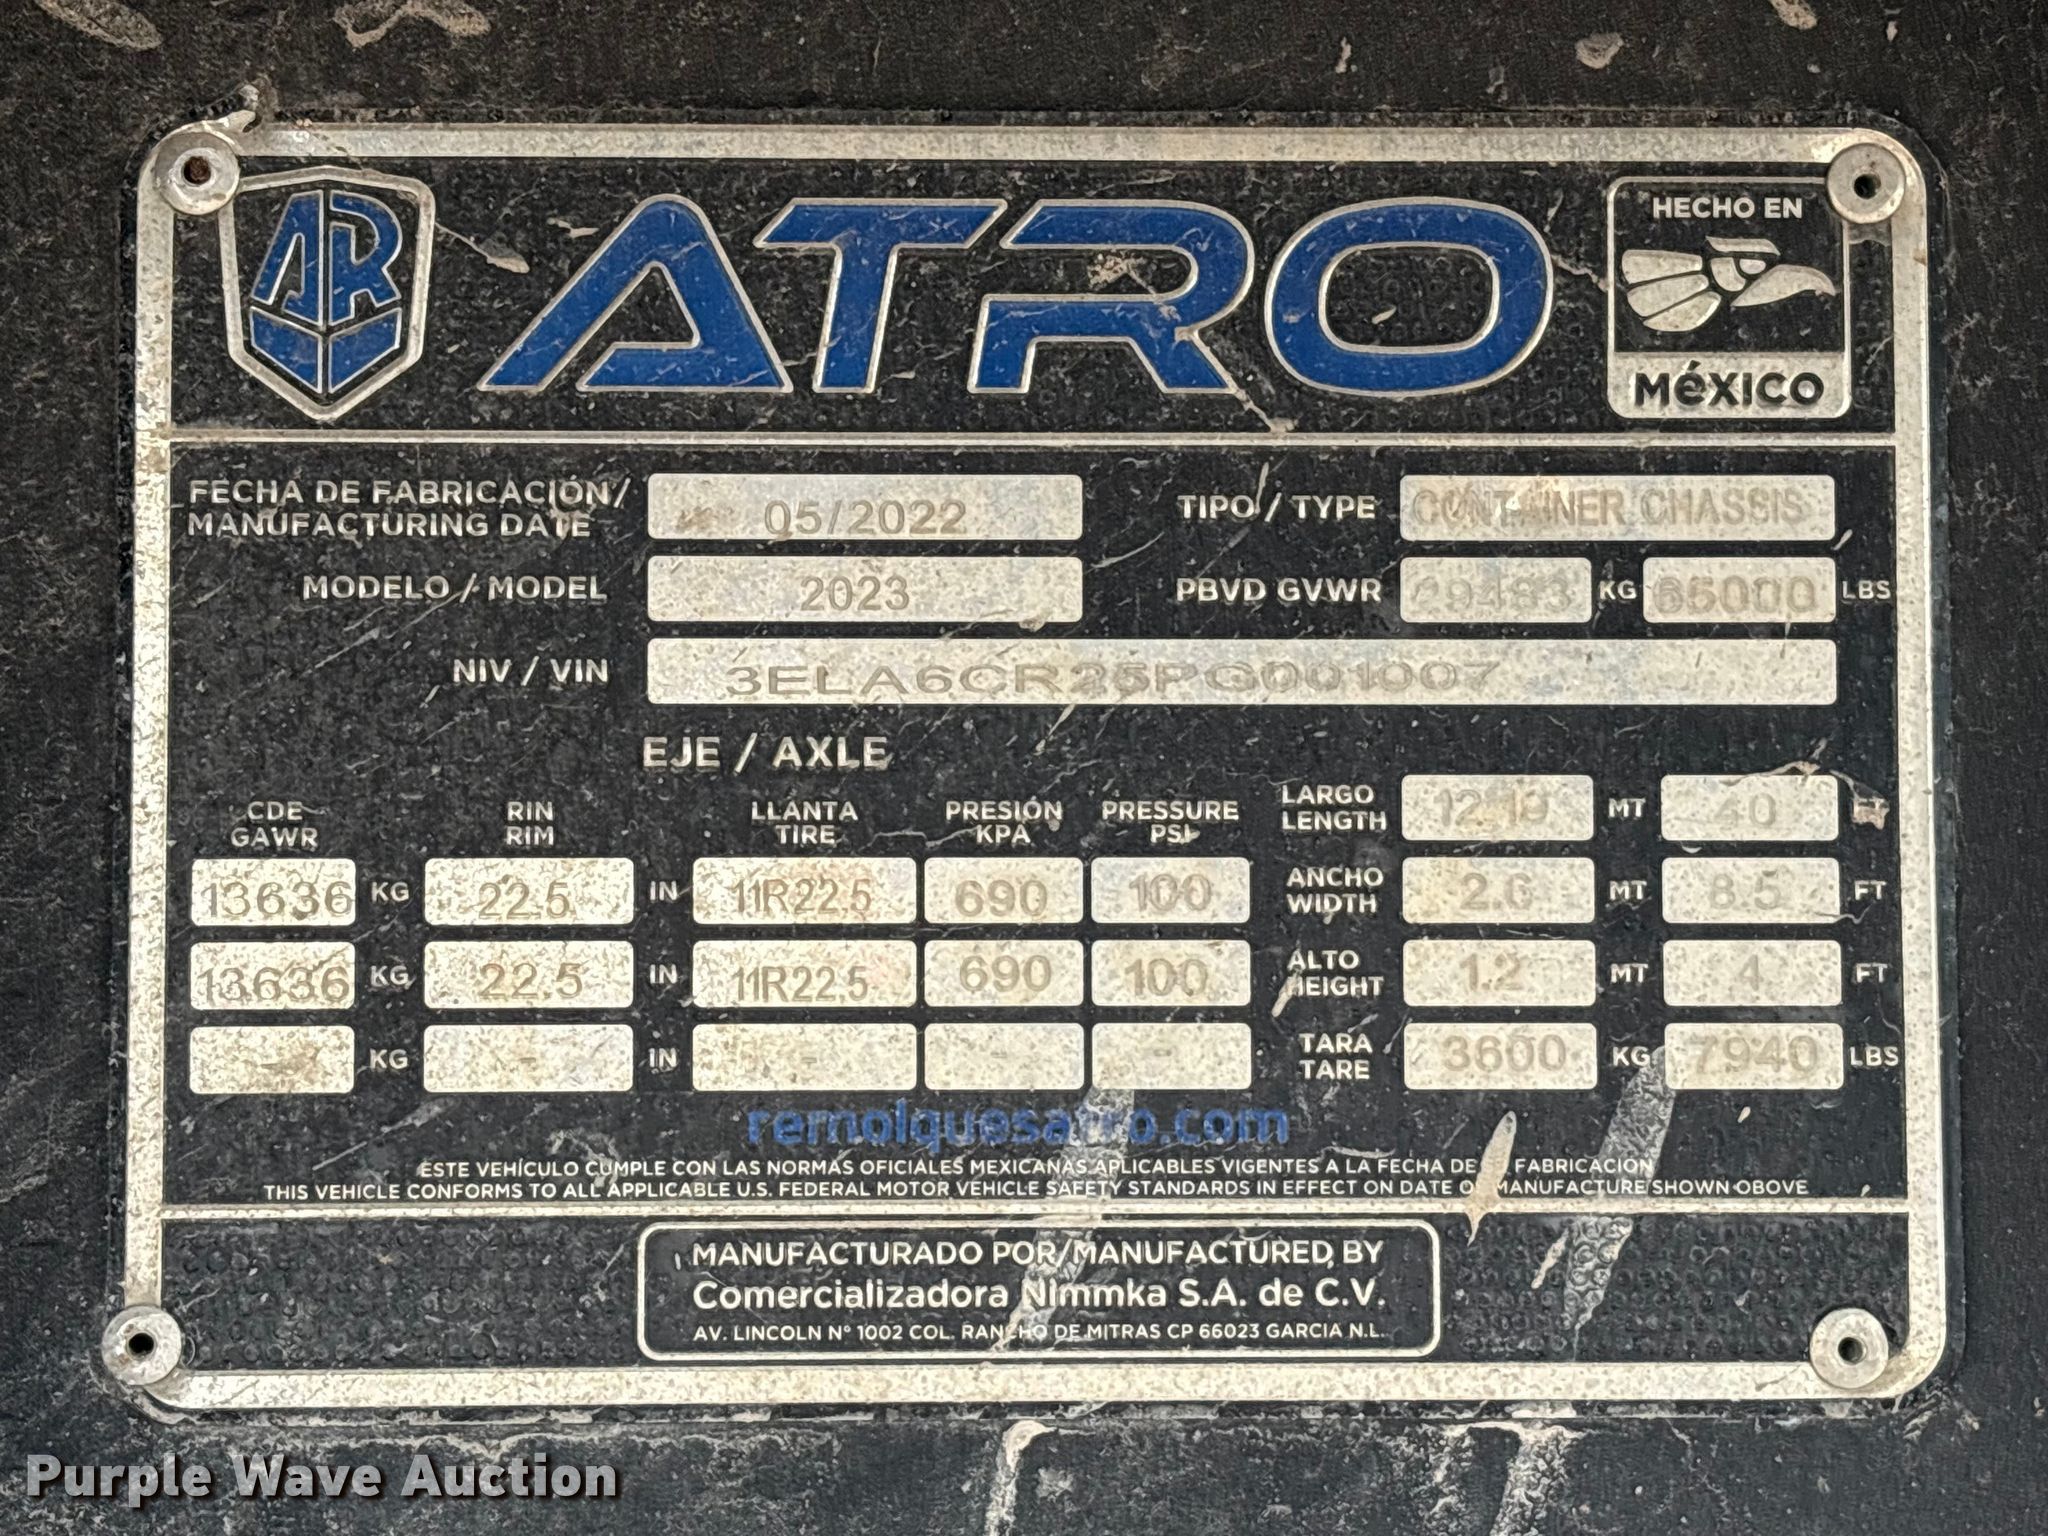 AR
ATRO
HECHO EN
MéXICO
FECHA DE FABRICACIÓN/
MANUFACTURING DATE
05/2022
TIPO / TYPE
CONTAINER CHASSIS
MODELO / MODEL
2023
PBVD GVWR
29483 KG 65000 LBS
NIV / VIN
3ELA6CR25PG001007
EJE / AXLE
CDE
GAWR
RIN
RIM
LLANTA
TIRE
PRESIÓN
KPA
PRESSURE
PSI
13636 KG 22.5 IN 11R22.5 690 100
13636 KG 22.5 IN 11R22.5 690 100
- KG - IN - - -
LARGO
LENGTH
12.19 MT 40 FT
ANCHO
WIDTH
2.6 MT 8.5 FT
ALTO
HEIGHT
1.2 MT 4 FT
TARA
TARE
3600 KG 7940 LBS
remolquesatro.com
ESTE VEHÍCULO CUMPLE CON LAS NORMAS OFICIALES MEXICANAS APLICABLES VIGENTES A LA FECHA DE FABRICACIÓN
THIS VEHICLE CONFORMS TO ALL APPLICABLE U.S. FEDERAL MOTOR VEHICLE SAFETY STANDARDS IN EFFECT ON DATE OF MANUFACTURE SHOWN OBOVE
MANUFACTURADO POR/MANUFACTURED BY
Comercializadora Nimmka S.A. de C.V.
AV. LINCOLN N° 1002 COL. RANCHO DE MITRAS CP 66023 GARCIA N.L.
Purple Wave Auction